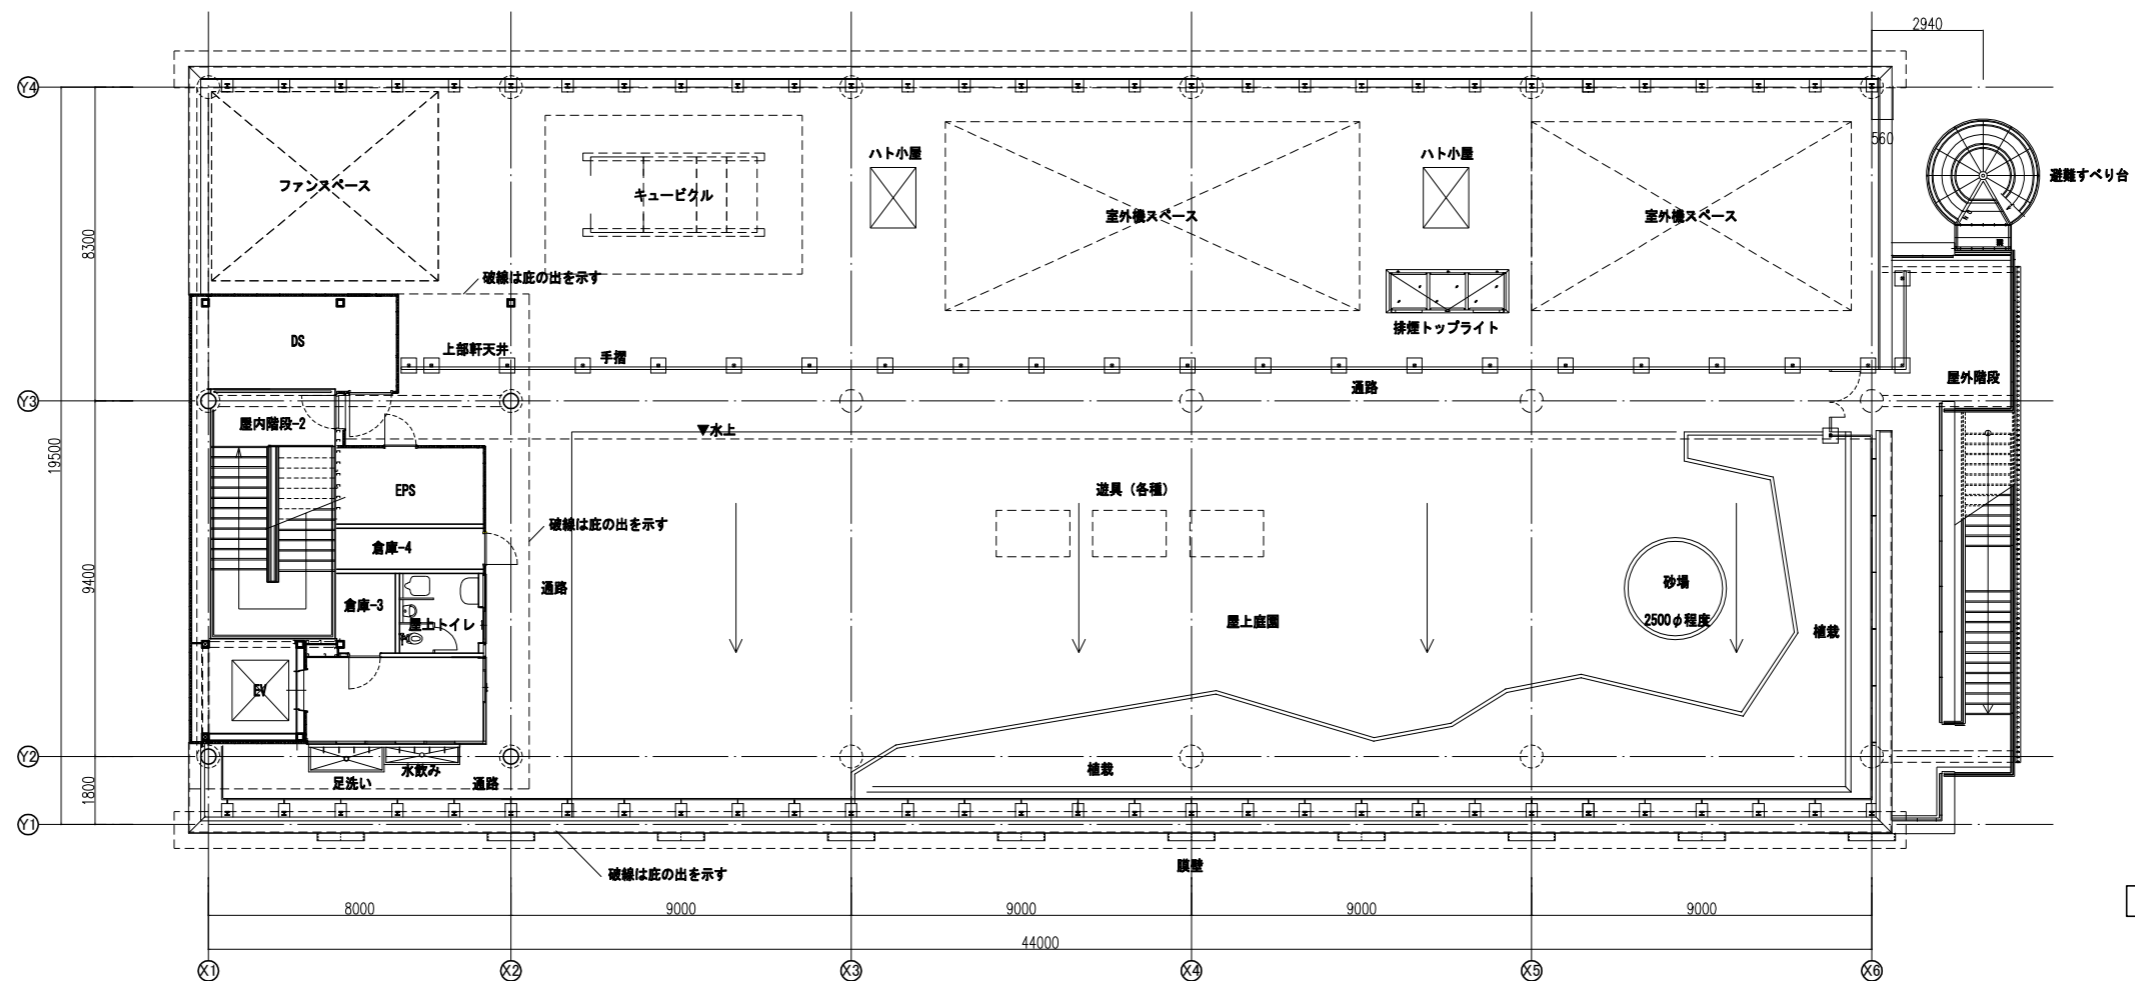 2940
Y4
560
ハト小屋
ハト小屋
避難すべり台
ファンスペース
キュービクル
室外機スペース
室外機スペース
8300
破線は庇の出を示す
排煙トップライト
DS
上部軒天井
手摺
通路
屋外階段
Y3
屋内階段-2
▼水上
19500
EPS
遊具（各種）
破線は庇の出を示す
倉庫-4
9400
通路
砂場
倉庫-3
屋上トイレ
屋上庭園
2500φ程度
植栽
EV
Y2
足洗い
水飲み
通路
植栽
1800
Y1
破線は庇の出を示す
膜壁
8000
9000
9000
9000
9000
44000
X1
X2
X3
X4
X5
X6